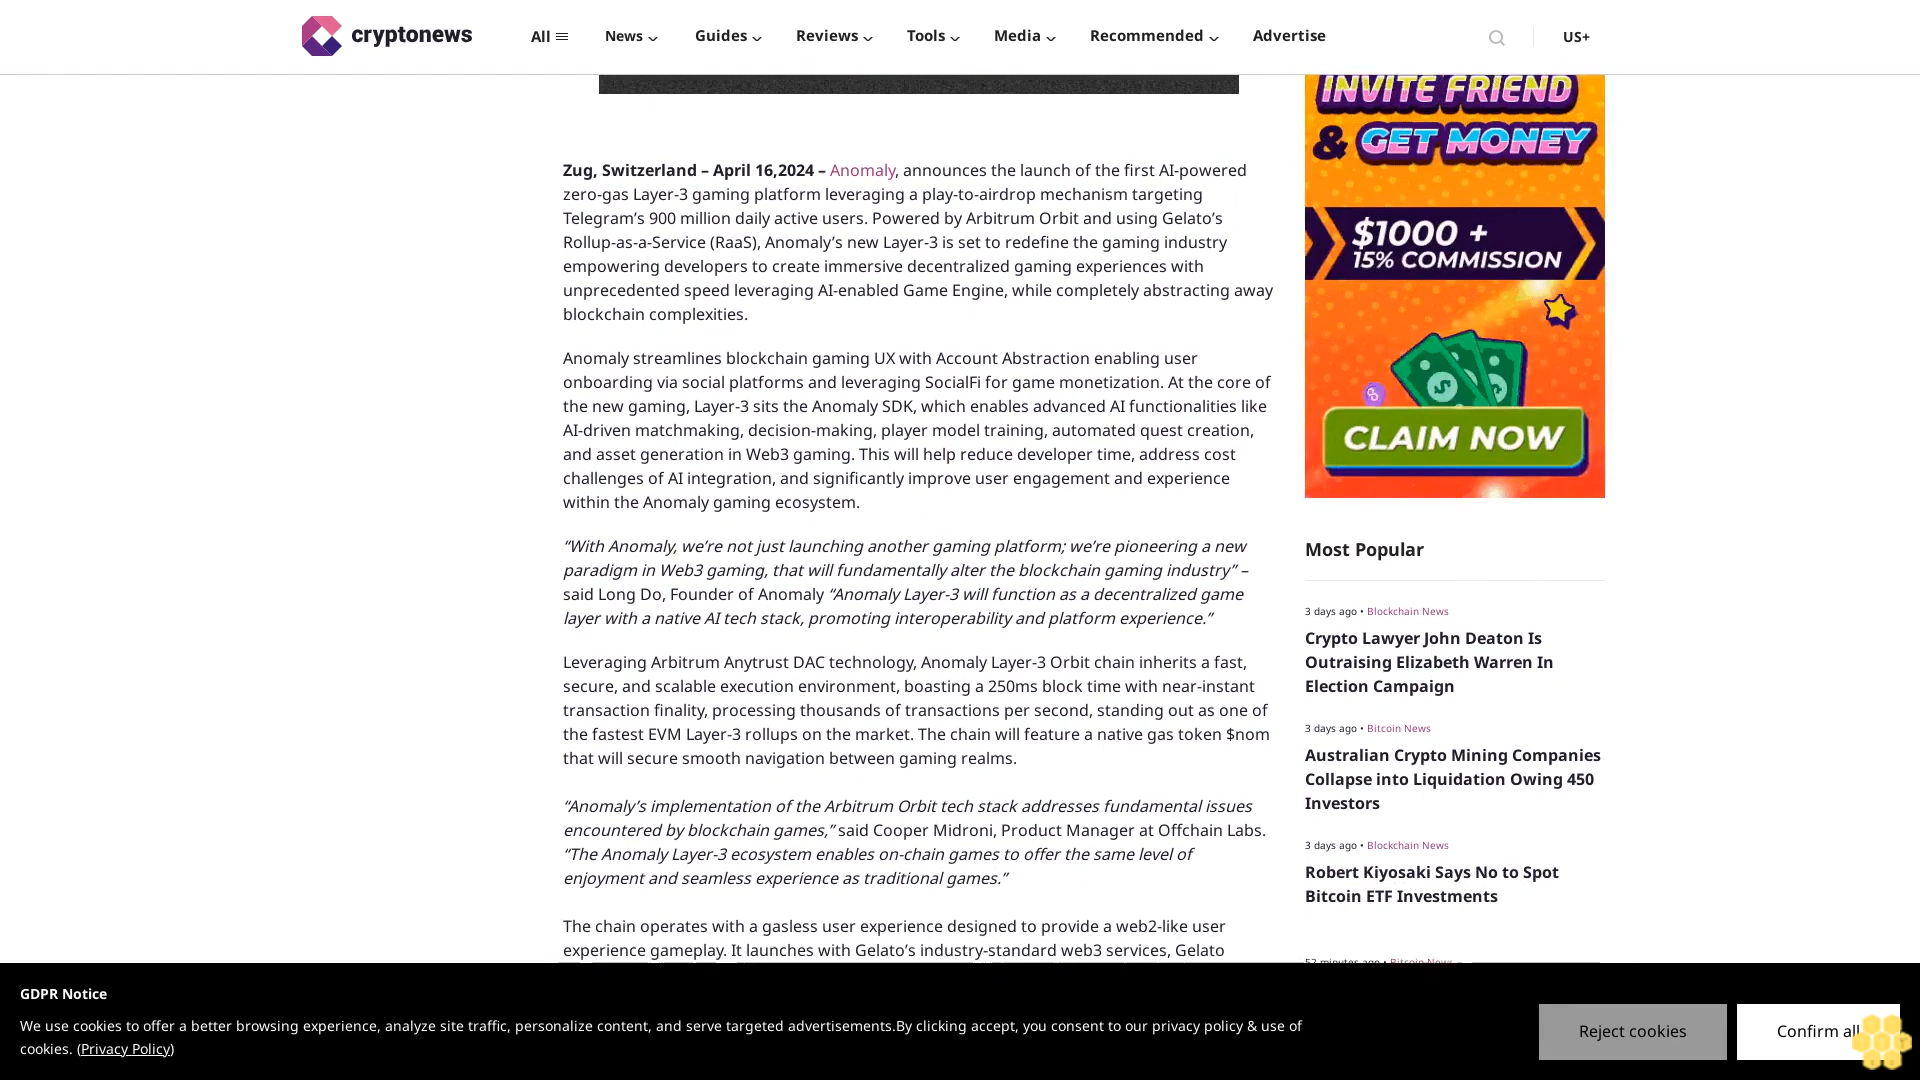 cryptonews
All
News
Guides
Reviews
Tools
Media
Recommended
Advertise
US+
Zug, Switzerland – April 16,2024 – Anomaly, announces the launch of the first AI-powered
zero-gas Layer-3 gaming platform leveraging a play-to-airdrop mechanism targeting
Telegram’s 900 million daily active users. Powered by Arbitrum Orbit and using Gelato’s
Rollup-as-a-Service (RaaS), Anomaly’s new Layer-3 is set to redefine the gaming industry
empowering developers to create immersive decentralized gaming experiences with
unprecedented speed leveraging AI-enabled Game Engine, while completely abstracting away
blockchain complexities.
Anomaly streamlines blockchain gaming UX with Account Abstraction enabling user
onboarding via social platforms and leveraging SocialFi for game monetization. At the core of
the new gaming, Layer-3 sits the Anomaly SDK, which enables advanced AI functionalities like
AI-driven matchmaking, decision-making, player model training, automated quest creation,
and asset generation in Web3 gaming. This will help reduce developer time, address cost
challenges of AI integration, and significantly improve user engagement and experience
within the Anomaly gaming ecosystem.
“With Anomaly, we’re not just launching another gaming platform; we’re pioneering a new
paradigm in Web3 gaming, that will fundamentally alter the blockchain gaming industry” –
said Long Do, Founder of Anomaly “Anomaly Layer-3 will function as a decentralized game
layer with a native AI tech stack, promoting interoperability and platform experience.”
Leveraging Arbitrum Anytrust DAC technology, Anomaly Layer-3 Orbit chain inherits a fast,
secure, and scalable execution environment, boasting a 250ms block time with near-instant
transaction finality, processing thousands of transactions per second, standing out as one of
the fastest EVM Layer-3 rollups on the market. The chain will feature a native gas token $nom
that will secure smooth navigation between gaming realms.
“Anomaly’s implementation of the Arbitrum Orbit tech stack addresses fundamental issues
encountered by blockchain games,” said Cooper Midroni, Product Manager at Offchain Labs.
“The Anomaly Layer-3 ecosystem enables on-chain games to offer the same level of
enjoyment and seamless experience as traditional games.”
The chain operates with a gasless user experience designed to provide a web2-like user
experience gameplay. It launches with Gelato’s industry-standard web3 services, Gelato
INVITE FRIEND
& GET MONEY
$1000 +
15% COMMISSION
CLAIM NOW
Most Popular
3 days ago • Blockchain News
Crypto Lawyer John Deaton Is
Outraising Elizabeth Warren In
Election Campaign
3 days ago • Bitcoin News
Australian Crypto Mining Companies
Collapse into Liquidation Owing 450
Investors
3 days ago • Blockchain News
Robert Kiyosaki Says No to Spot
Bitcoin ETF Investments
52 minutes ago • Bitcoin News
GDPR Notice
We use cookies to offer a better browsing experience, analyze site traffic, personalize content, and serve targeted advertisements.By clicking accept, you consent to our privacy policy & use of
cookies. (Privacy Policy)
Reject cookies
Confirm all